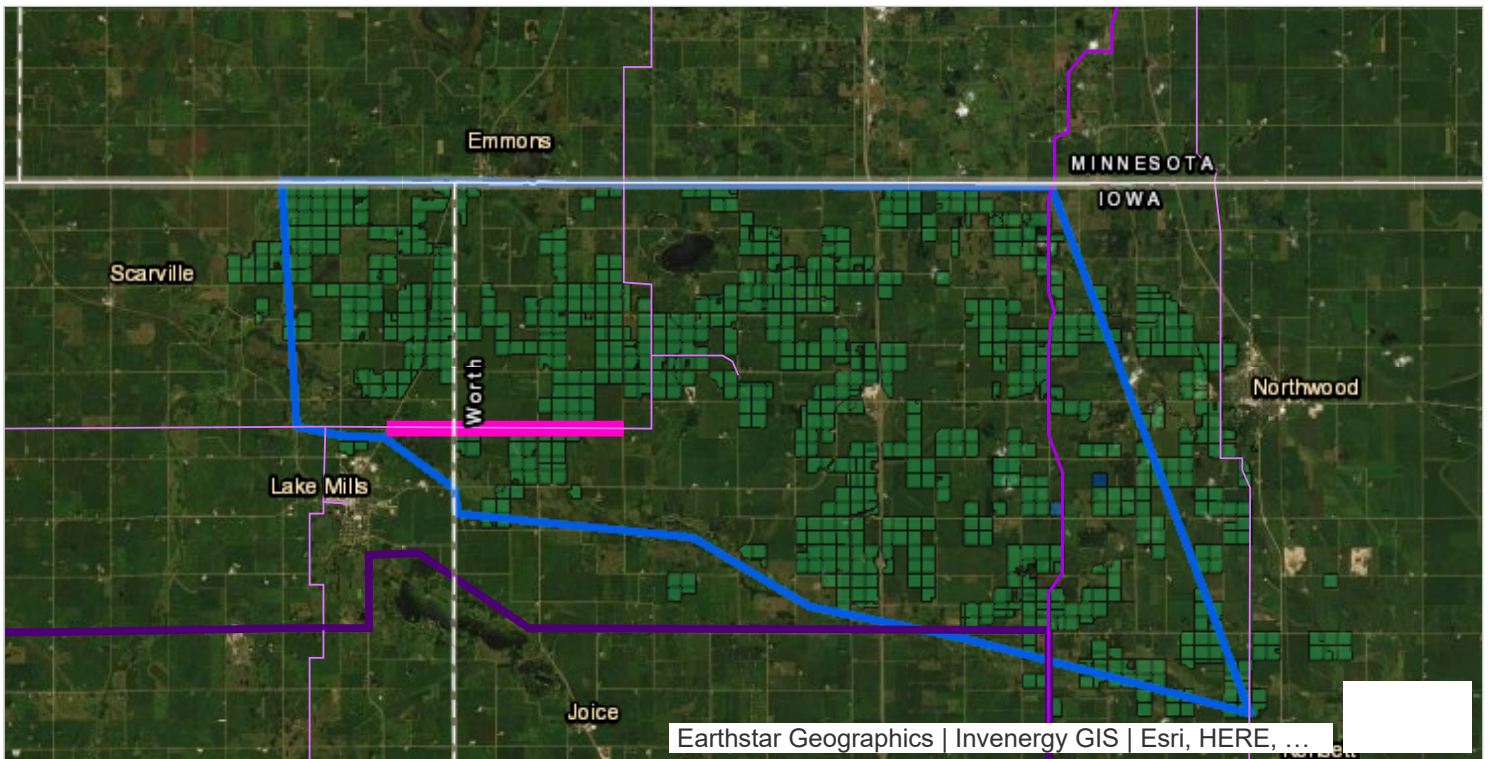 Emmons
MINNESOTA
IOWA
Scarville
Worth
Northwood
Lake Mills
Joice
Earthstar Geographics | Invenergy GIS | Esri, HERE, …